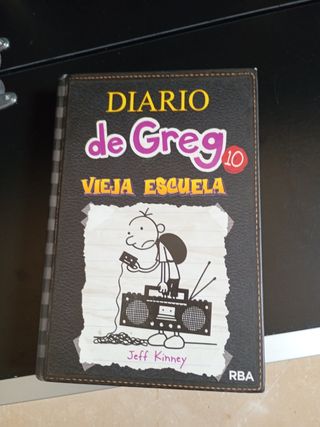 DIARIO
de Greg 10
VIEJA ESCUELA
Jeff Kinney
RBA